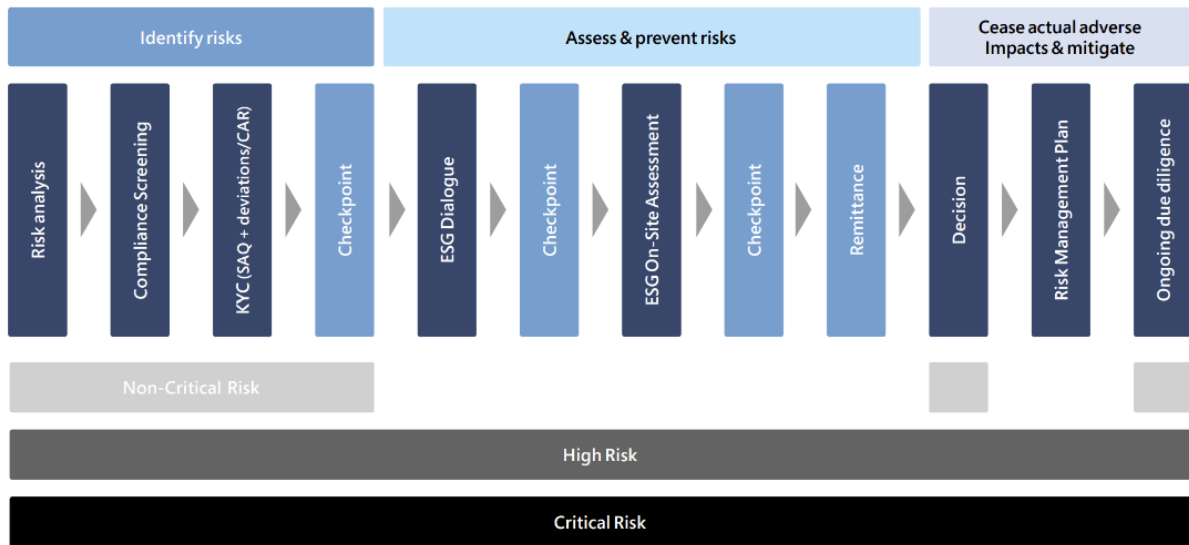 Identify risks
Assess & prevent risks
Cease actual adverse
Impacts & mitigate
Risk analysis
Compliance Screening
KYC (SAQ + deviations/CAR)
Checkpoint
ESG Dialogue
Checkpoint
ESG On-Site Assessment
Checkpoint
Remittance
Decision
Risk Management Plan
Ongoing due diligence
Non-Critical Risk
High Risk
Critical Risk